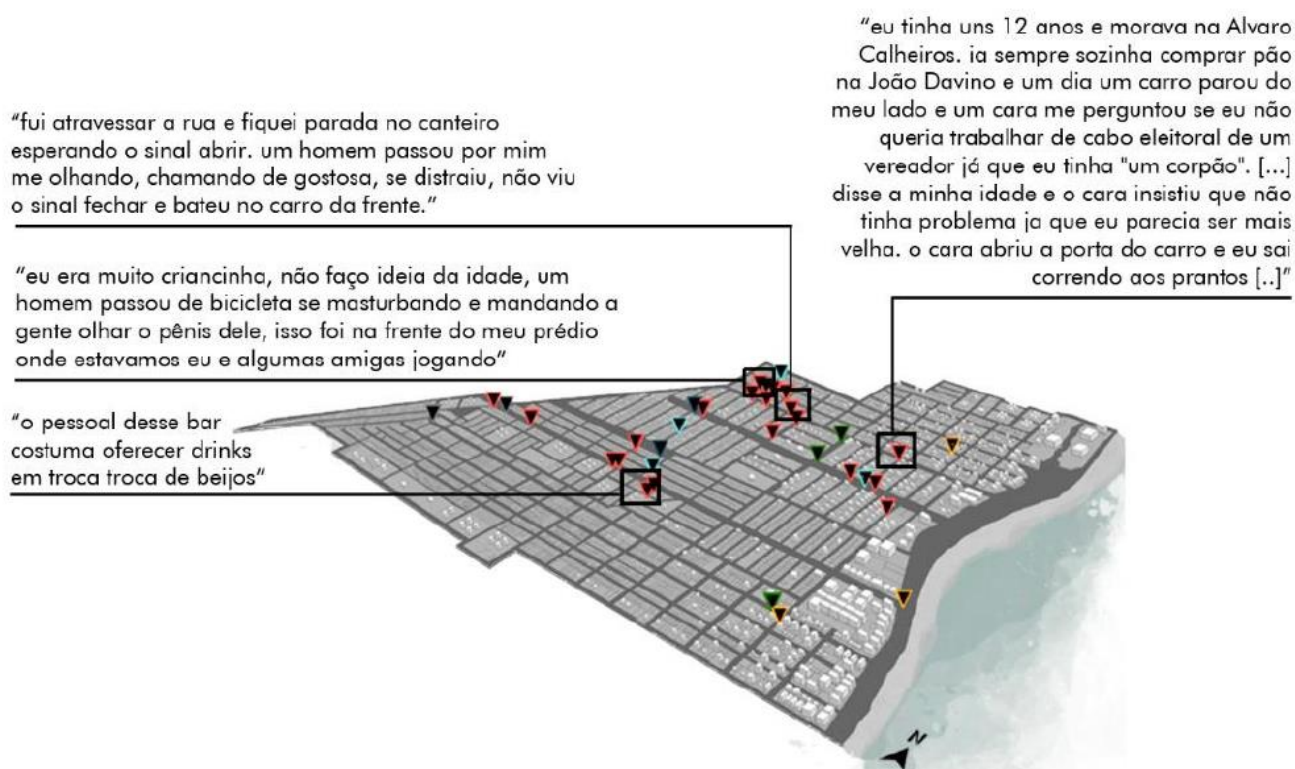 "fui atravessar a rua e fiquei parada no canteiro
esperando o sinal abrir. um homem passou por mim
me olhando, chamando de gostosa, se distraiu, não viu
o sinal fechar e bateu no carro da frente."
"eu era muito criancinha, não faço ideia da idade, um
homem passou de bicicleta se masturbando e mandando a
gente olhar o pênis dele, isso foi na frente do meu prédio
onde estavamos eu e algumas amigas jogando"
"o pessoal desse bar
costuma oferecer drinks
em troca troca de beijos"
"eu tinha uns 12 anos e morava na Alvaro
Calheiros. ia sempre sozinha comprar pão
na João Davino e um dia um carro parou do
meu lado e um cara me perguntou se eu não
queria trabalhar de cabo eleitoral de um
vereador já que eu tinha "um corpão". [...]
disse a minha idade e o cara insistiu que não
tinha problema ja que eu parecia ser mais
velha. o cara abriu a porta do carro e eu sai
correndo aos prantos [..]"
N